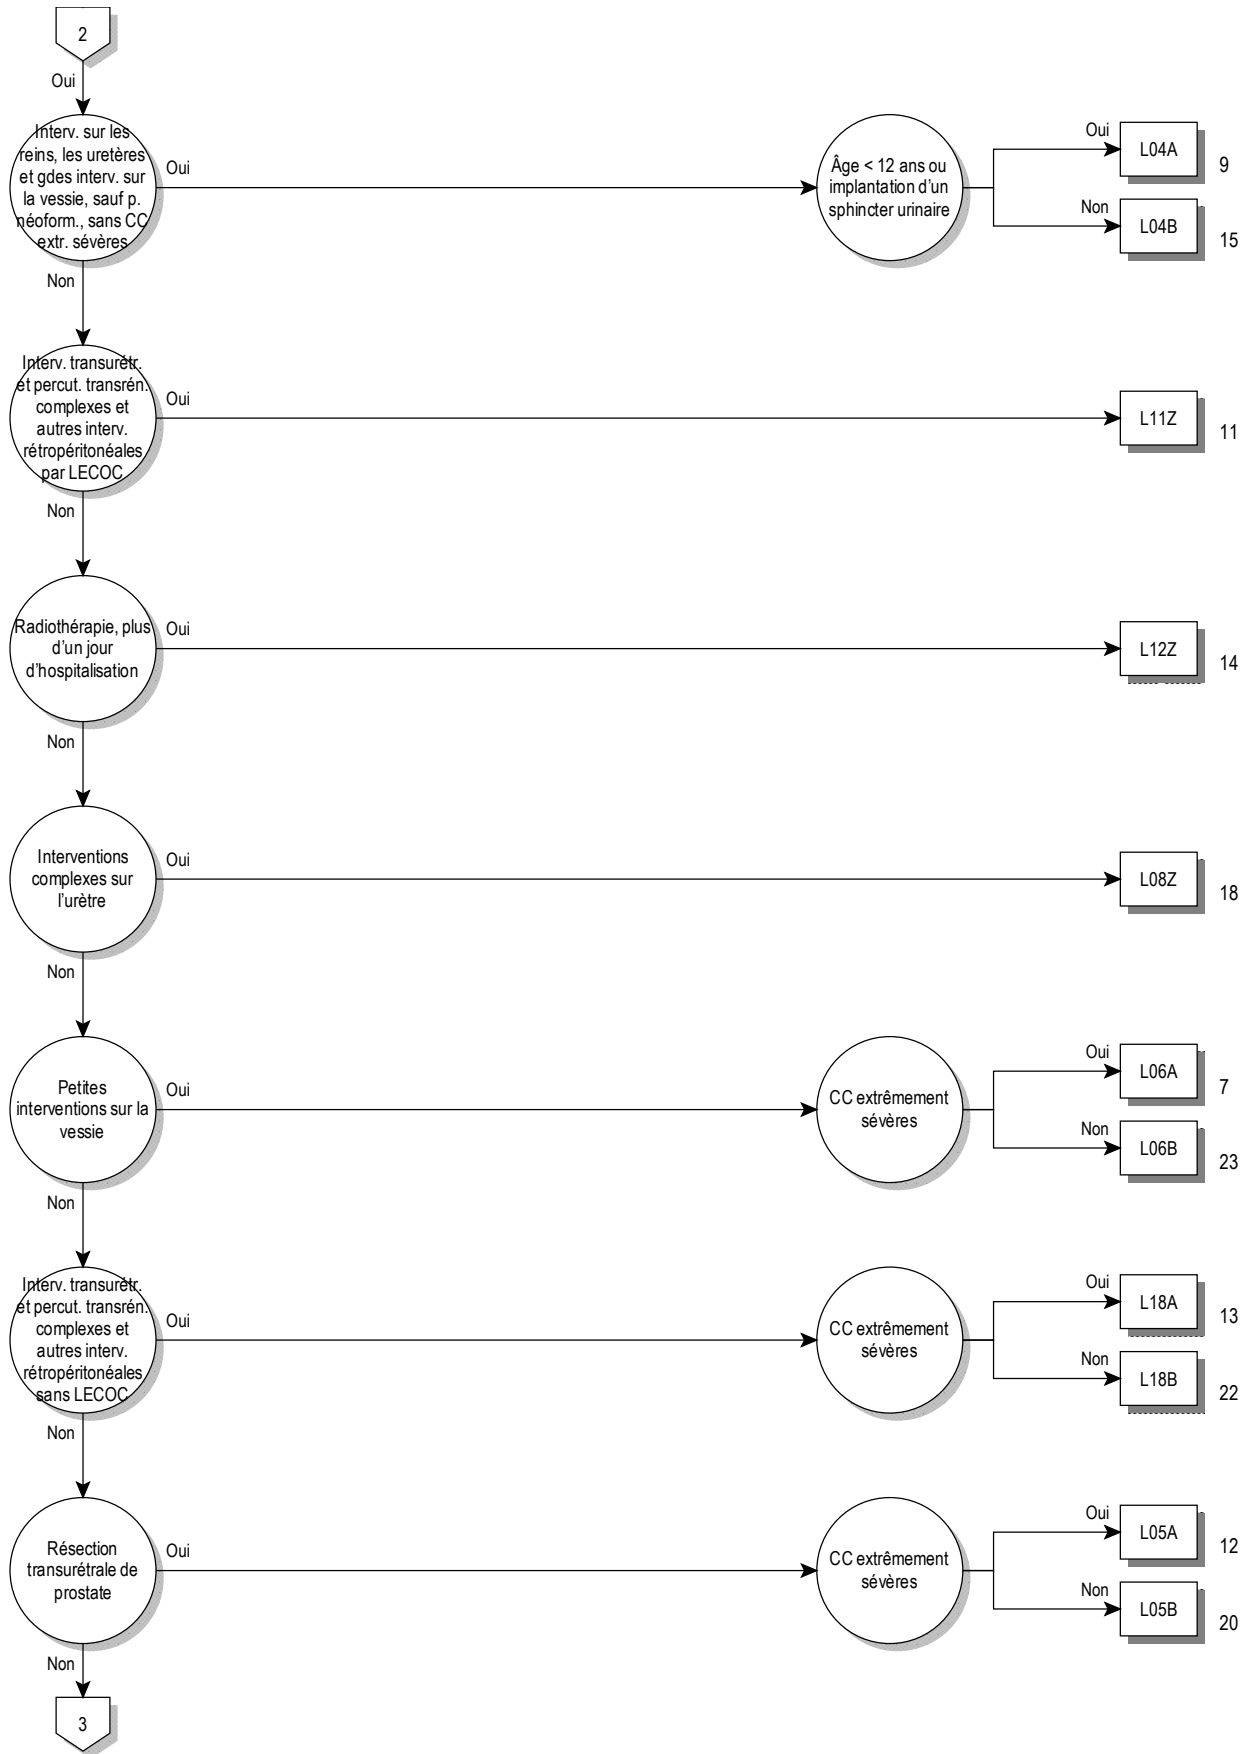 2
Oui
Interv. sur les
reins, les uretères
et gdes interv. sur
la vessie, sauf p.
néoform., sans CC
extr. sévères
Oui
Âge < 12 ans ou
implantation d'un
sphincter urinaire
Oui
L04A
9
Non
L04B
15
Non
Interv. transurétr.
et percut. transrén.
complexes et
autres interv.
rétropéritonéales
par LECOC
Oui
L11Z
11
Non
Radiothérapie, plus
d'un jour
d'hospitalisation
Oui
L12Z
14
Non
Interventions
complexes sur
l'urètre
Oui
L08Z
18
Non
Petites
interventions sur la
vessie
Oui
CC extrêmement
sévères
Oui
L06A
7
Non
L06B
23
Non
Interv. transurétr.
et percut. transrén.
complexes et
autres interv.
rétropéritonéales
sans LECOC
Oui
CC extrêmement
sévères
Oui
L18A
13
Non
L18B
22
Non
Résection
transurétrale de
prostate
Oui
CC extrêmement
sévères
Oui
L05A
12
Non
L05B
20
Non
3